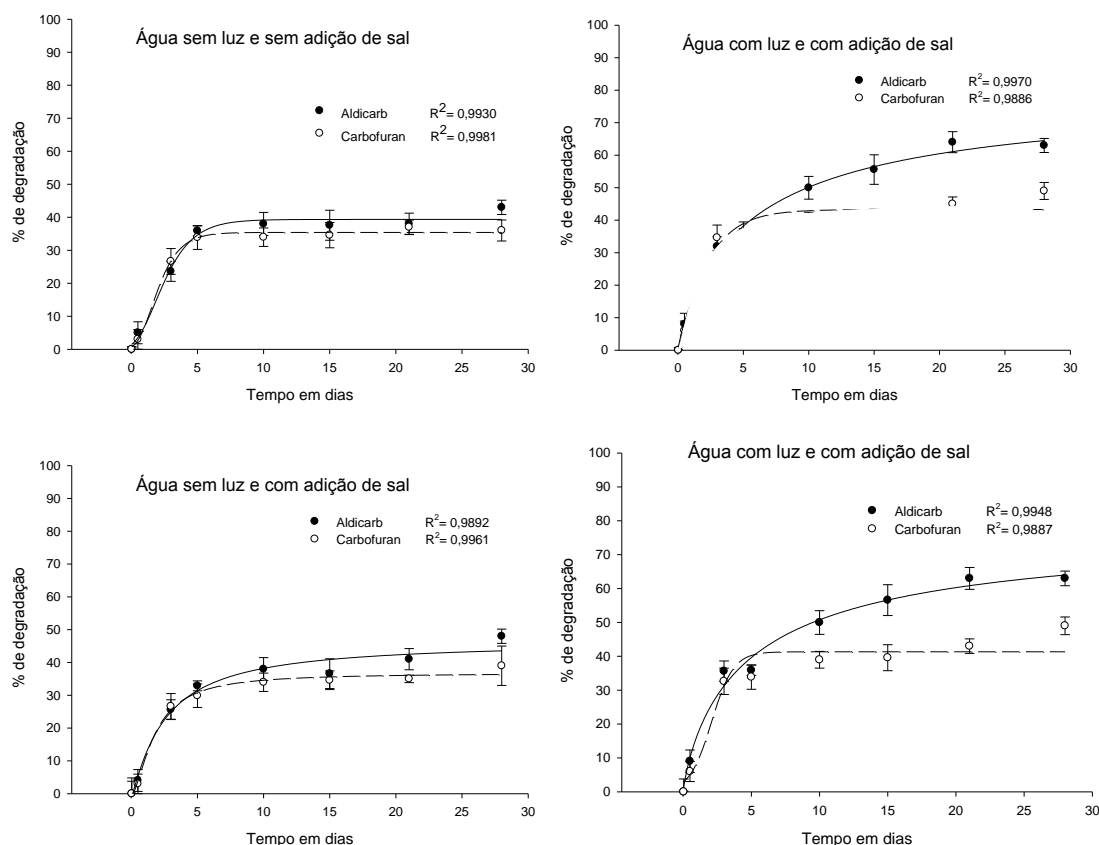 Água sem luz e sem adição de sal
Aldicarb R2= 0,9930
Carbofuran R2= 0,9981
% de degradação
100
90
80
70
60
50
40
30
20
10
0
0 5 10 15 20 25 30
Tempo em dias
Água com luz e com adição de sal
Aldicarb R2= 0,9970
Carbofuran R2= 0,9886
% de degradação
100
90
80
70
60
50
40
30
20
10
0
0 5 10 15 20 25 30
Tempo em dias
Água sem luz e com adição de sal
Aldicarb R2= 0,9892
Carbofuran R2= 0,9961
% de degradação
100
90
80
70
60
50
40
30
20
10
0
0 5 10 15 20 25 30
Tempo em dias
Água com luz e com adição de sal
Aldicarb R2= 0,9948
Carbofuran R2= 0,9887
% de degradação
100
90
80
70
60
50
40
30
20
10
0
0 5 10 15 20 25 30
Tempo em dias